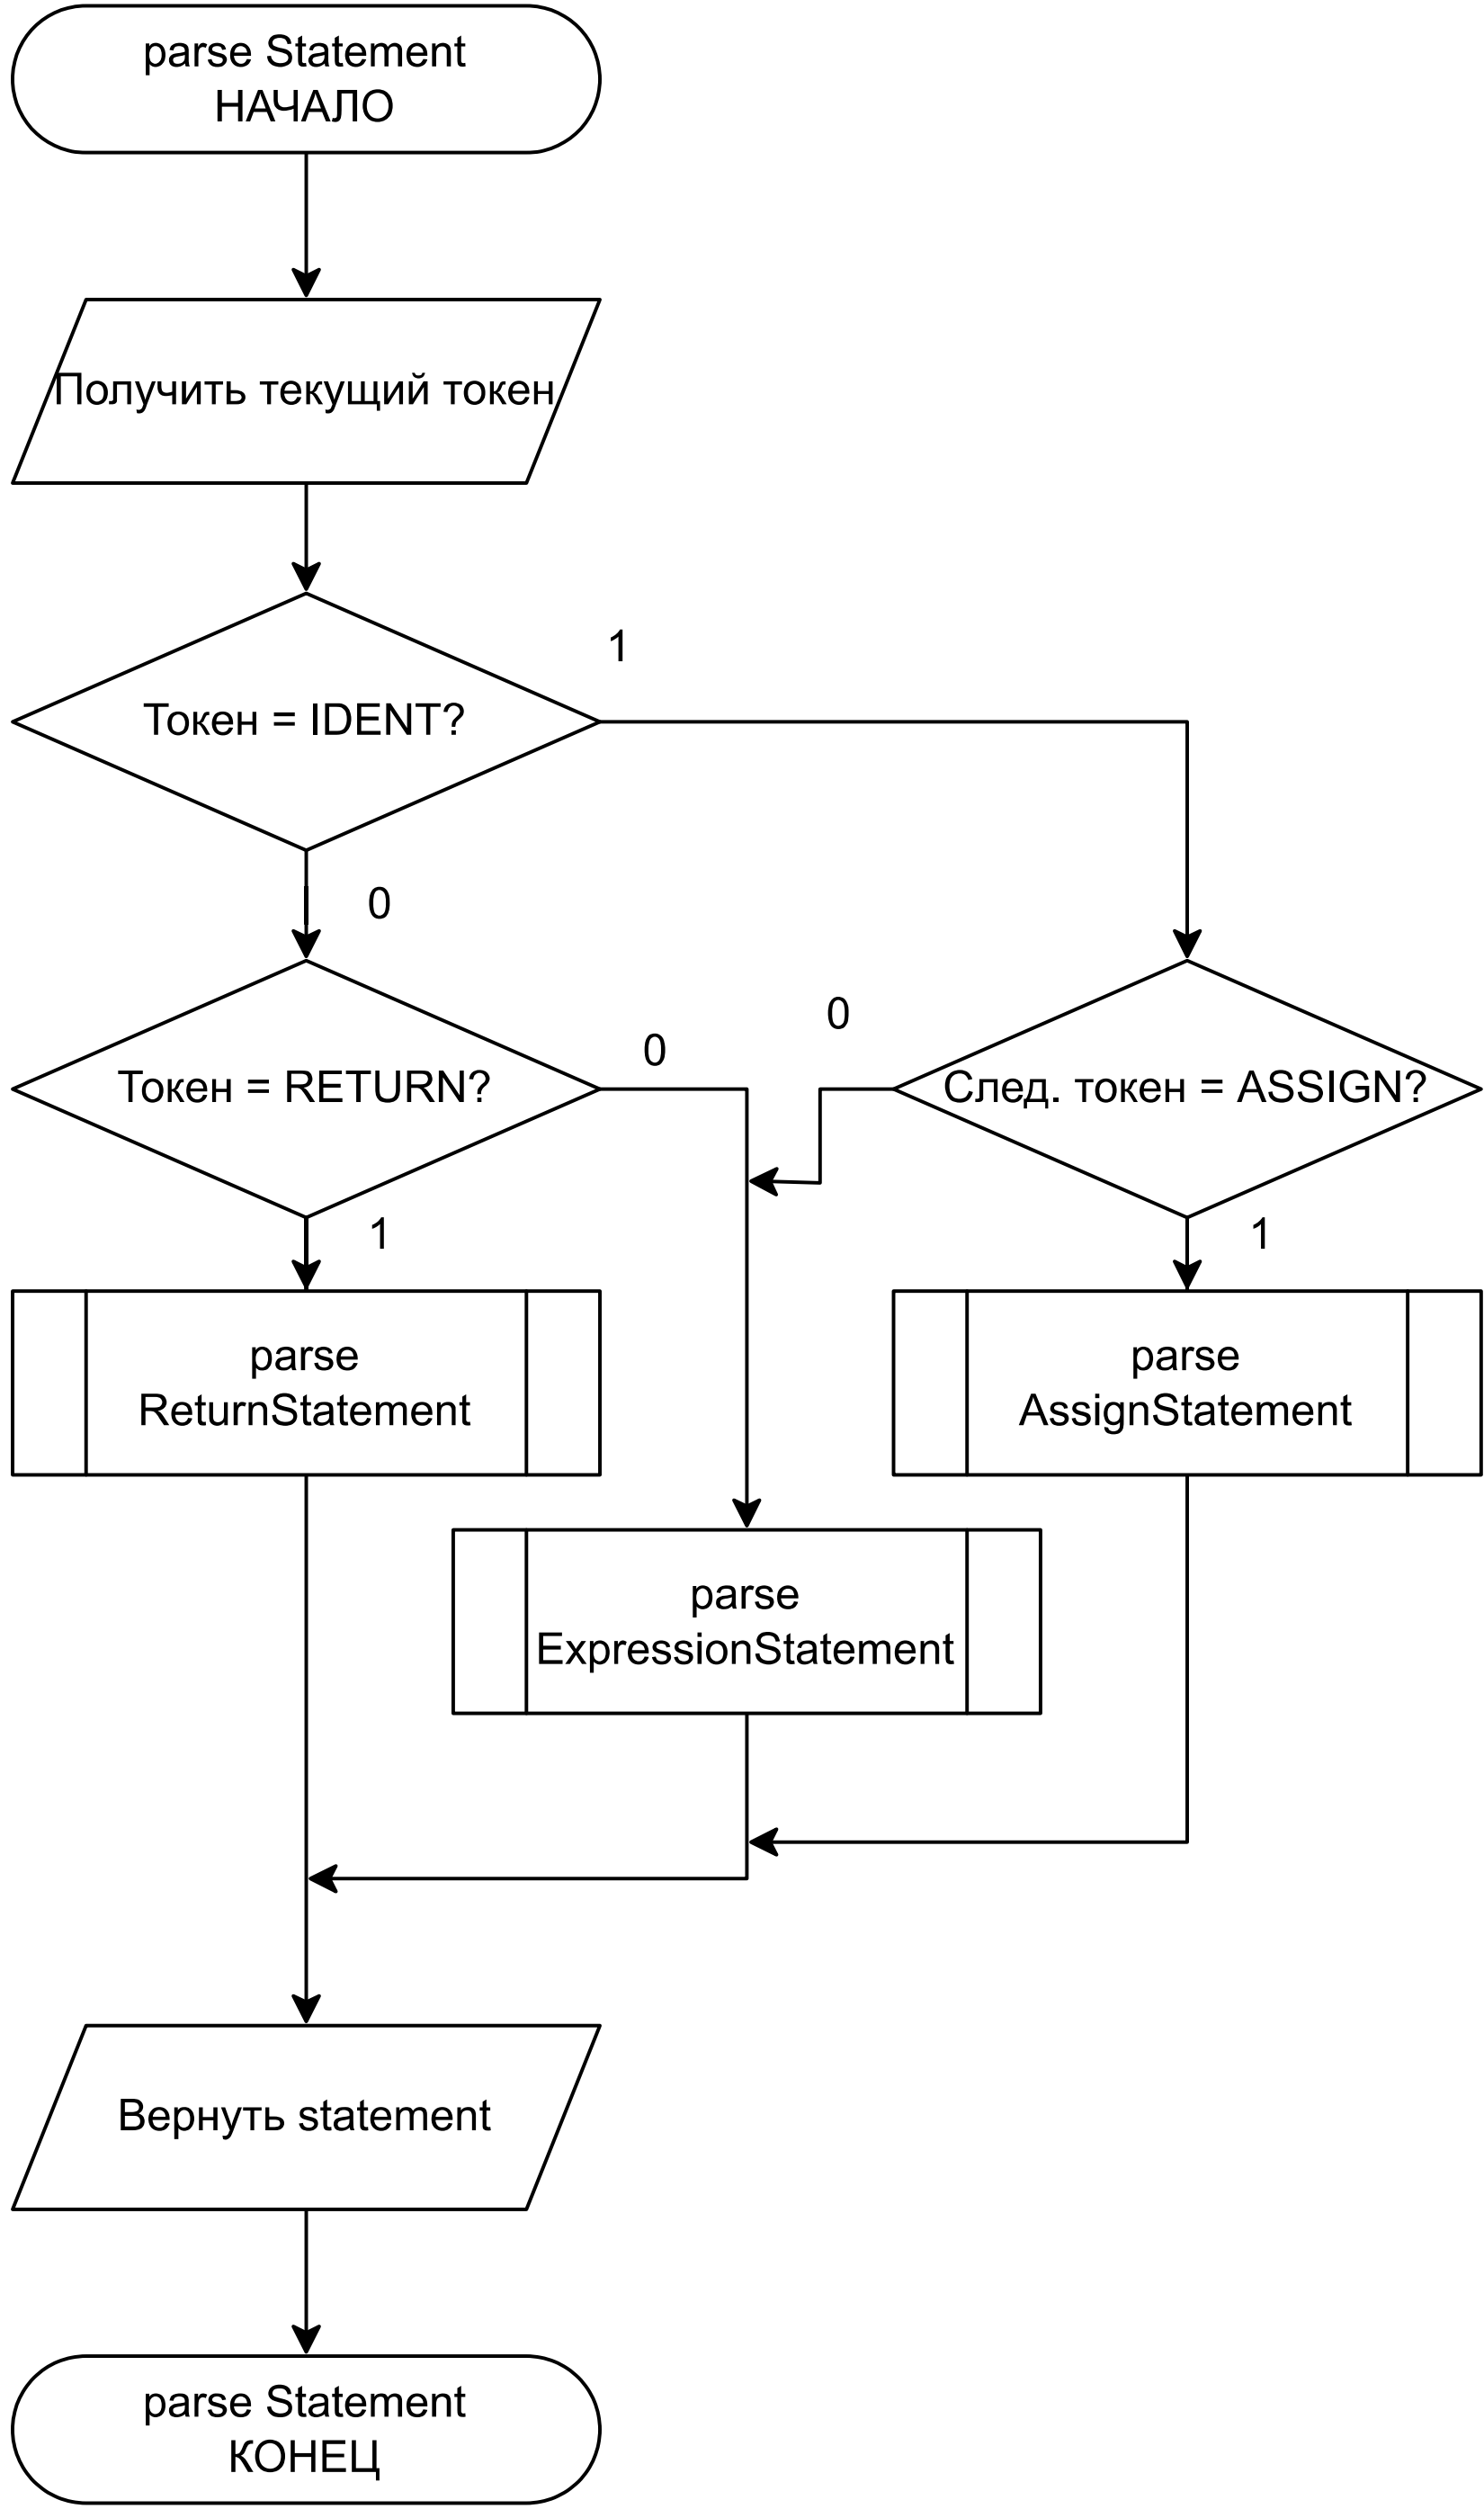 parse Statement
НАЧАЛО
Получить текущий токен
1
Токен = IDENT?
0
0
0
Токен = RETURN?
След. токен = ASSIGN?
1
1
parse
ReturnStatement
parse
AssignStatement
parse
ExpressionStatement
Вернуть statement
parse Statement
КОНЕЦ